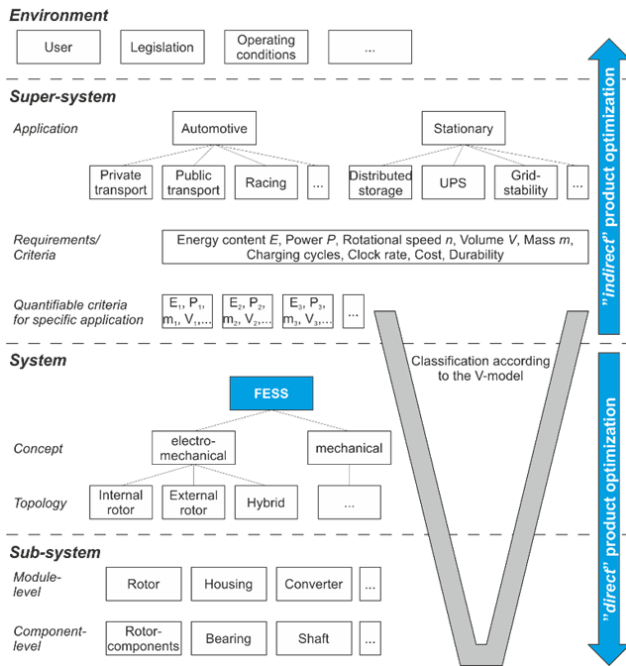 Environment
User
Legislation
Operating
conditions
...
Super-system
Application
Automotive
Stationary
Private
transport
Public
transport
Racing
...
Distributed
storage
UPS
Grid-
stability
...
Requirements/
Criteria
Energy content E, Power P, Rotational speed n, Volume V, Mass m,
Charging cycles, Clock rate, Cost, Durability
Quantifiable criteria
for specific application
E₁, P₁,
m₁, V₁,...
E₂, P₂,
m₂, V₂,...
E₃, P₃,
m₃, V₃,...
...
"indirect" product optimization
System
Classification according
to the V-model
FESS
Concept
electro-
mechanical
mechanical
Topology
Internal
rotor
External
rotor
Hybrid
...
Sub-system
Module-
level
Rotor
Housing
Converter
...
Component-
level
Rotor-
components
Bearing
Shaft
...
"direct" product optimization